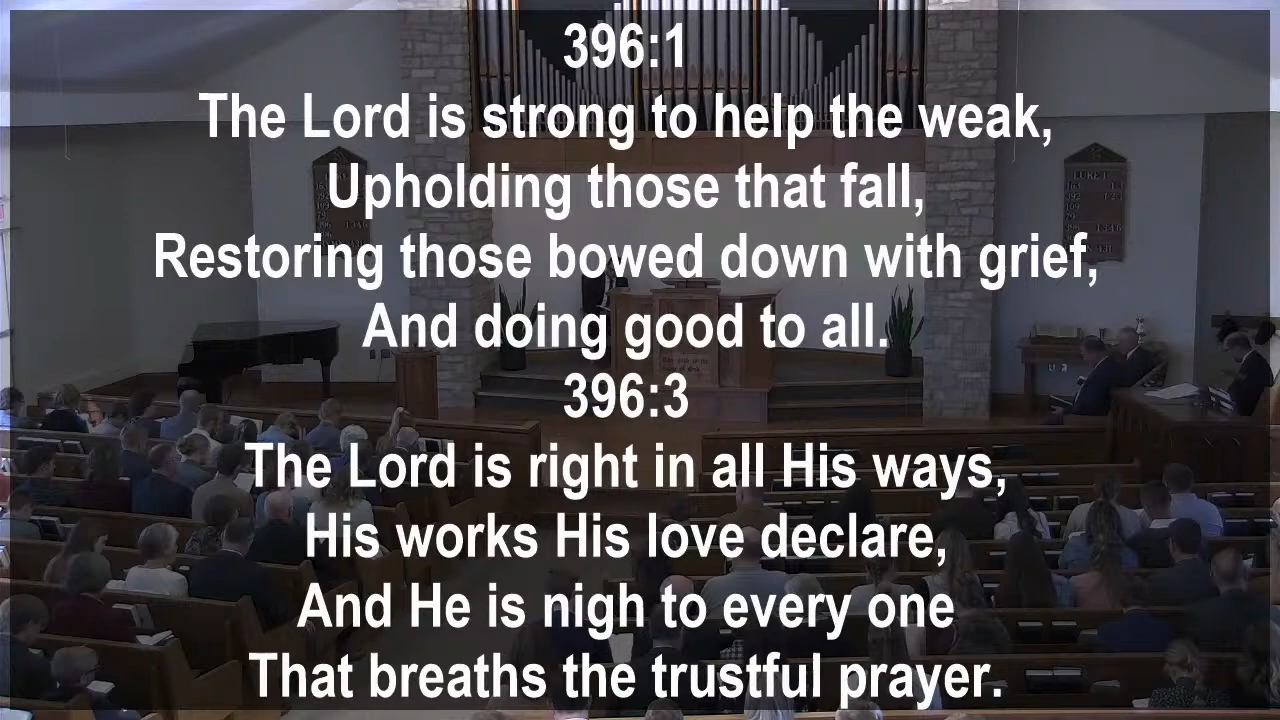 396:1
The Lord is strong to help the weak,
Upholding those that fall,
Restoring those bowed down with grief,
And doing good to all.
396:3
The Lord is right in all His ways,
His works His love declare,
And He is nigh to every one
That breaths the trustful prayer.
LUKE 1